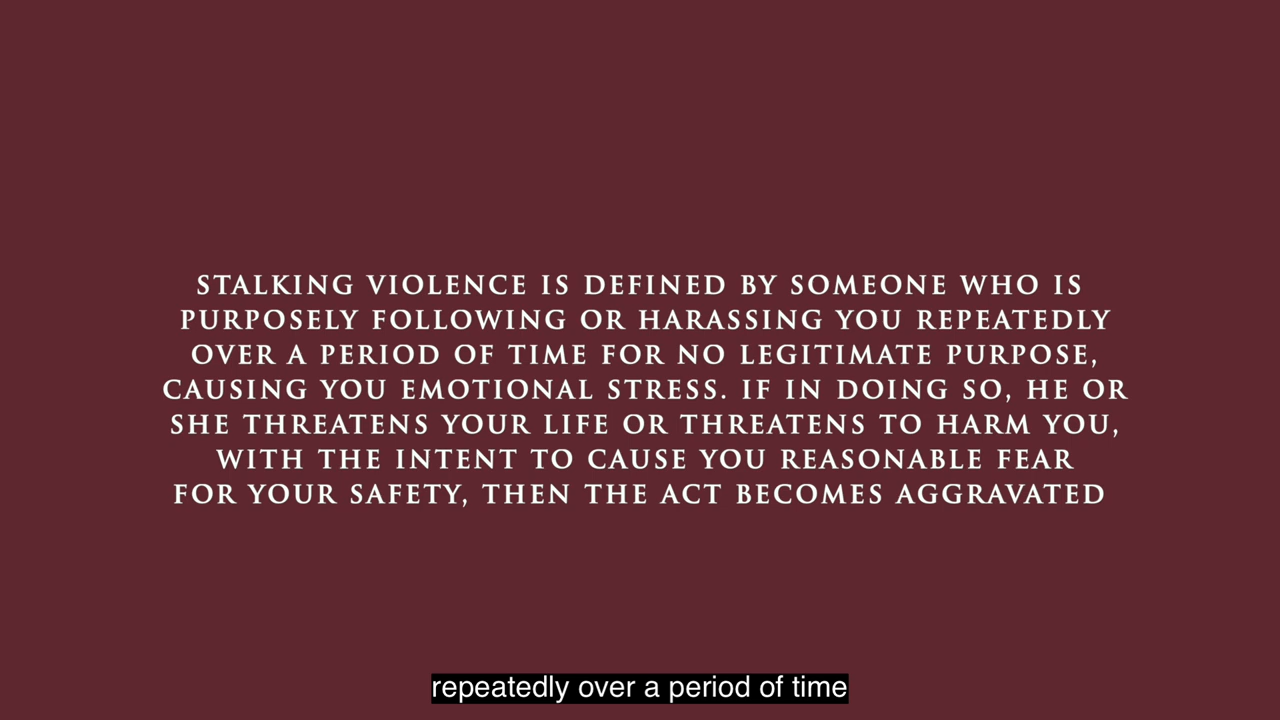 STALKING VIOLENCE IS DEFINED BY SOMEONE WHO IS
PURPOSELY FOLLOWING OR HARASSING YOU REPEATEDLY
OVER A PERIOD OF TIME FOR NO LEGITIMATE PURPOSE,
CAUSING YOU EMOTIONAL STRESS. IF IN DOING SO, HE OR
SHE THREATENS YOUR LIFE OR THREATENS TO HARM YOU,
WITH THE INTENT TO CAUSE YOU REASONABLE FEAR
FOR YOUR SAFETY, THEN THE ACT BECOMES AGGRAVATED
repeatedly over a period of time